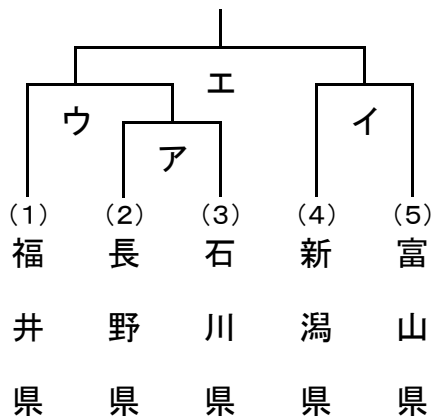 エ
ウ
イ
ア
(1) (2) (3) (4) (5)
福井県
長野県
石川県
新潟県
富山県